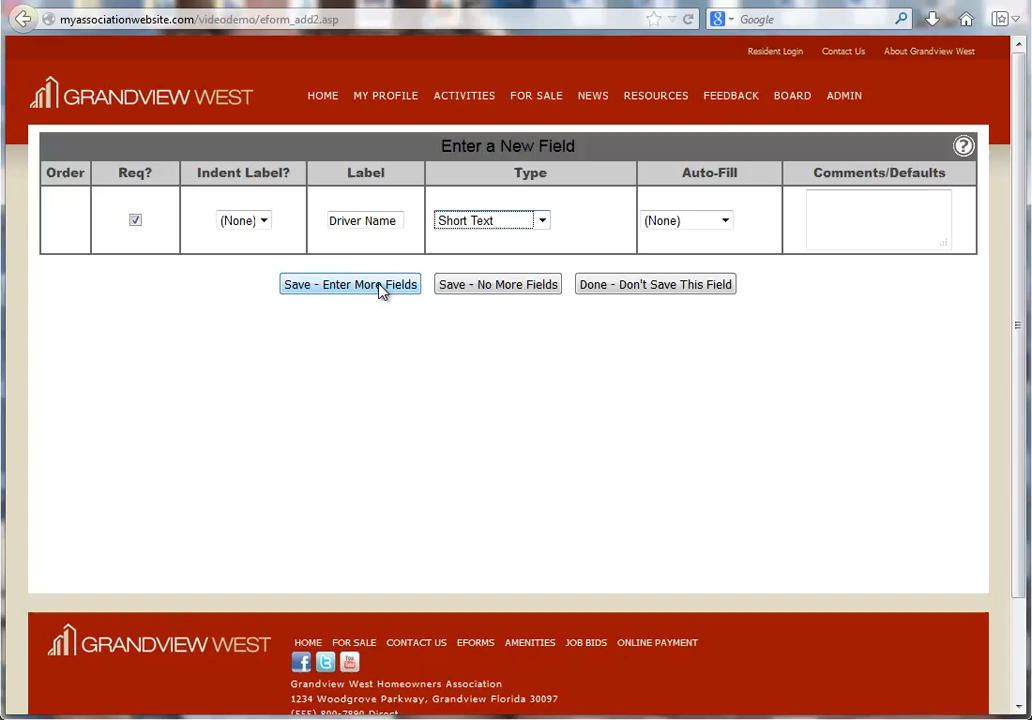 myassociationwebsite.com/videodemo/eform_add2.asp
Google
Resident Login Contact Us About Grandview West
GRANDVIEW WEST
HOME MY PROFILE ACTIVITIES FOR SALE NEWS RESOURCES FEEDBACK BOARD ADMIN
Enter a New Field
?
Order Req? Indent Label? Label Type Auto-Fill Comments/Defaults
(None) Driver Name Short Text (None)
Save - Enter More Fields Save - No More Fields Done - Don't Save This Field
GRANDVIEW WEST
HOME FOR SALE CONTACT US EFORMS AMENITIES JOB BIDS ONLINE PAYMENT
Grandview West Homeowners Association
1234 Woodgrove Parkway, Grandview Florida 30097
(555) 800-7890 Direct